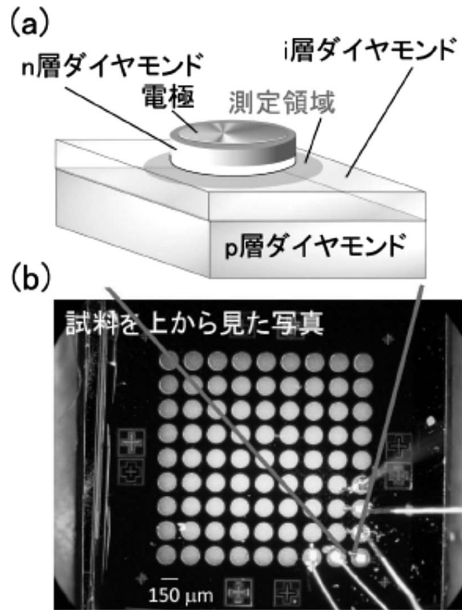 (a)
n層ダイヤモンド
i層ダイヤモンド
電極
測定領域
p層ダイヤモンド
(b)
試料を上から見た写真
150 μm